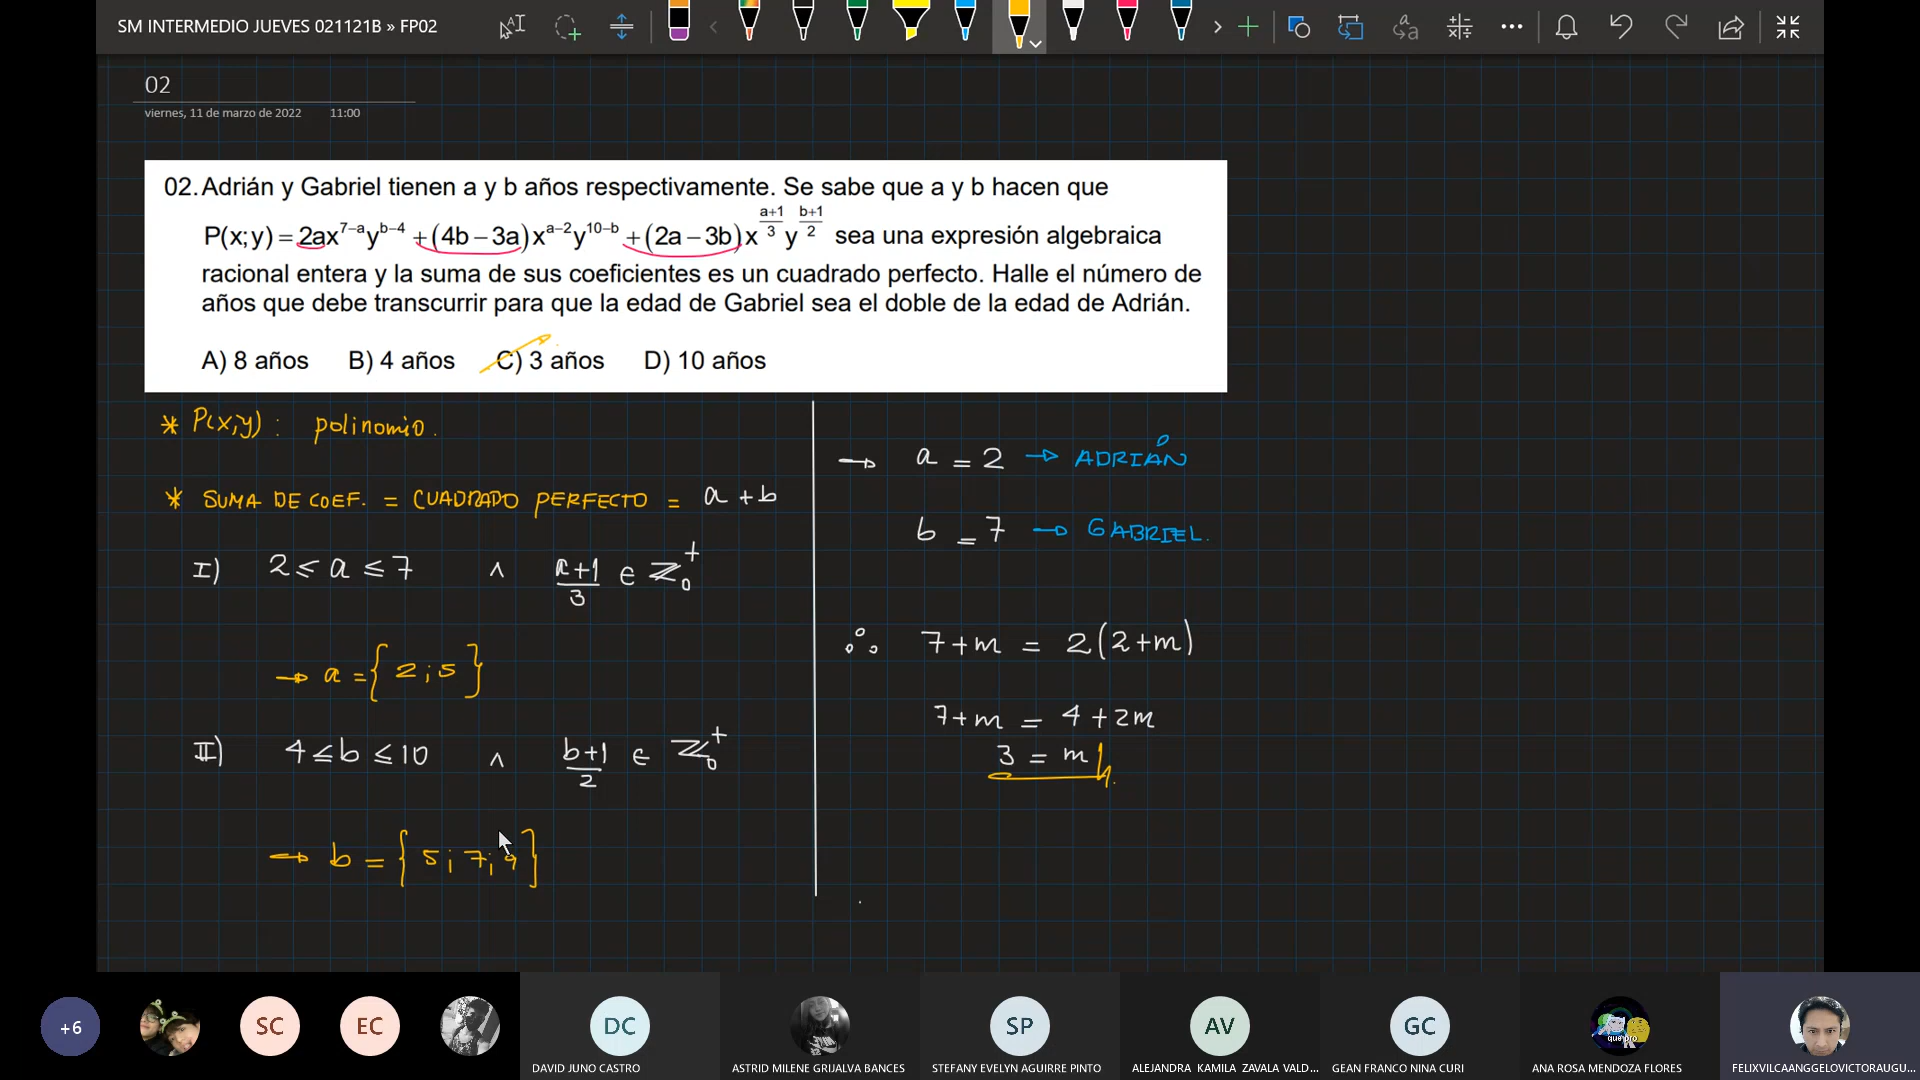 SM INTERMEDIO JUEVES 021121B » FP02
02
viernes, 11 de marzo de 2022 11:00
02. Adrián y Gabriel tienen a y b años respectivamente. Se sabe que a y b hacen que
P(x;y) = 2ax^{7−a}y^{b−4} + (4b − 3a)x^{a−2}y^{10−b} + (2a − 3b)x^{\frac{a+1}{3}}y^{\frac{b+1}{2}} sea una expresión algebraica
racional entera y la suma de sus coeficientes es un cuadrado perfecto. Halle el número de
años que debe transcurrir para que la edad de Gabriel sea el doble de la edad de Adrián.
A) 8 años B) 4 años C) 3 años D) 10 años
* P(x;y) : polinomio.
* SUMA DE COEF. = CUADRADO PERFECTO = a + b
I) 2 ≤ a ≤ 7 ∧ \frac{a+1}{3} ∈ ℤ₀⁺
→ a = { 2 ; 5 }
II) 4 ≤ b ≤ 10 ∧ \frac{b+1}{2} ∈ ℤ₀⁺
→ b = { 5 ; 7 ; 9 }
→ a = 2 → ADRIÁN
b = 7 → GABRIEL.
∴ 7+m = 2(2+m)
7+m = 4+2m
3 = m
+6
SC
EC
DC
SP
AV
GC
que pro
DAVID JUNO CASTRO
ASTRID MILENE GRIJALVA BANCES
STEFANY EVELYN AGUIRRE PINTO
ALEJANDRA KAMILA ZAVALA VALD...
GEAN FRANCO NINA CURI
ANA ROSA MENDOZA FLORES
FELIXVILCAANGGELOVICTORAUGU...